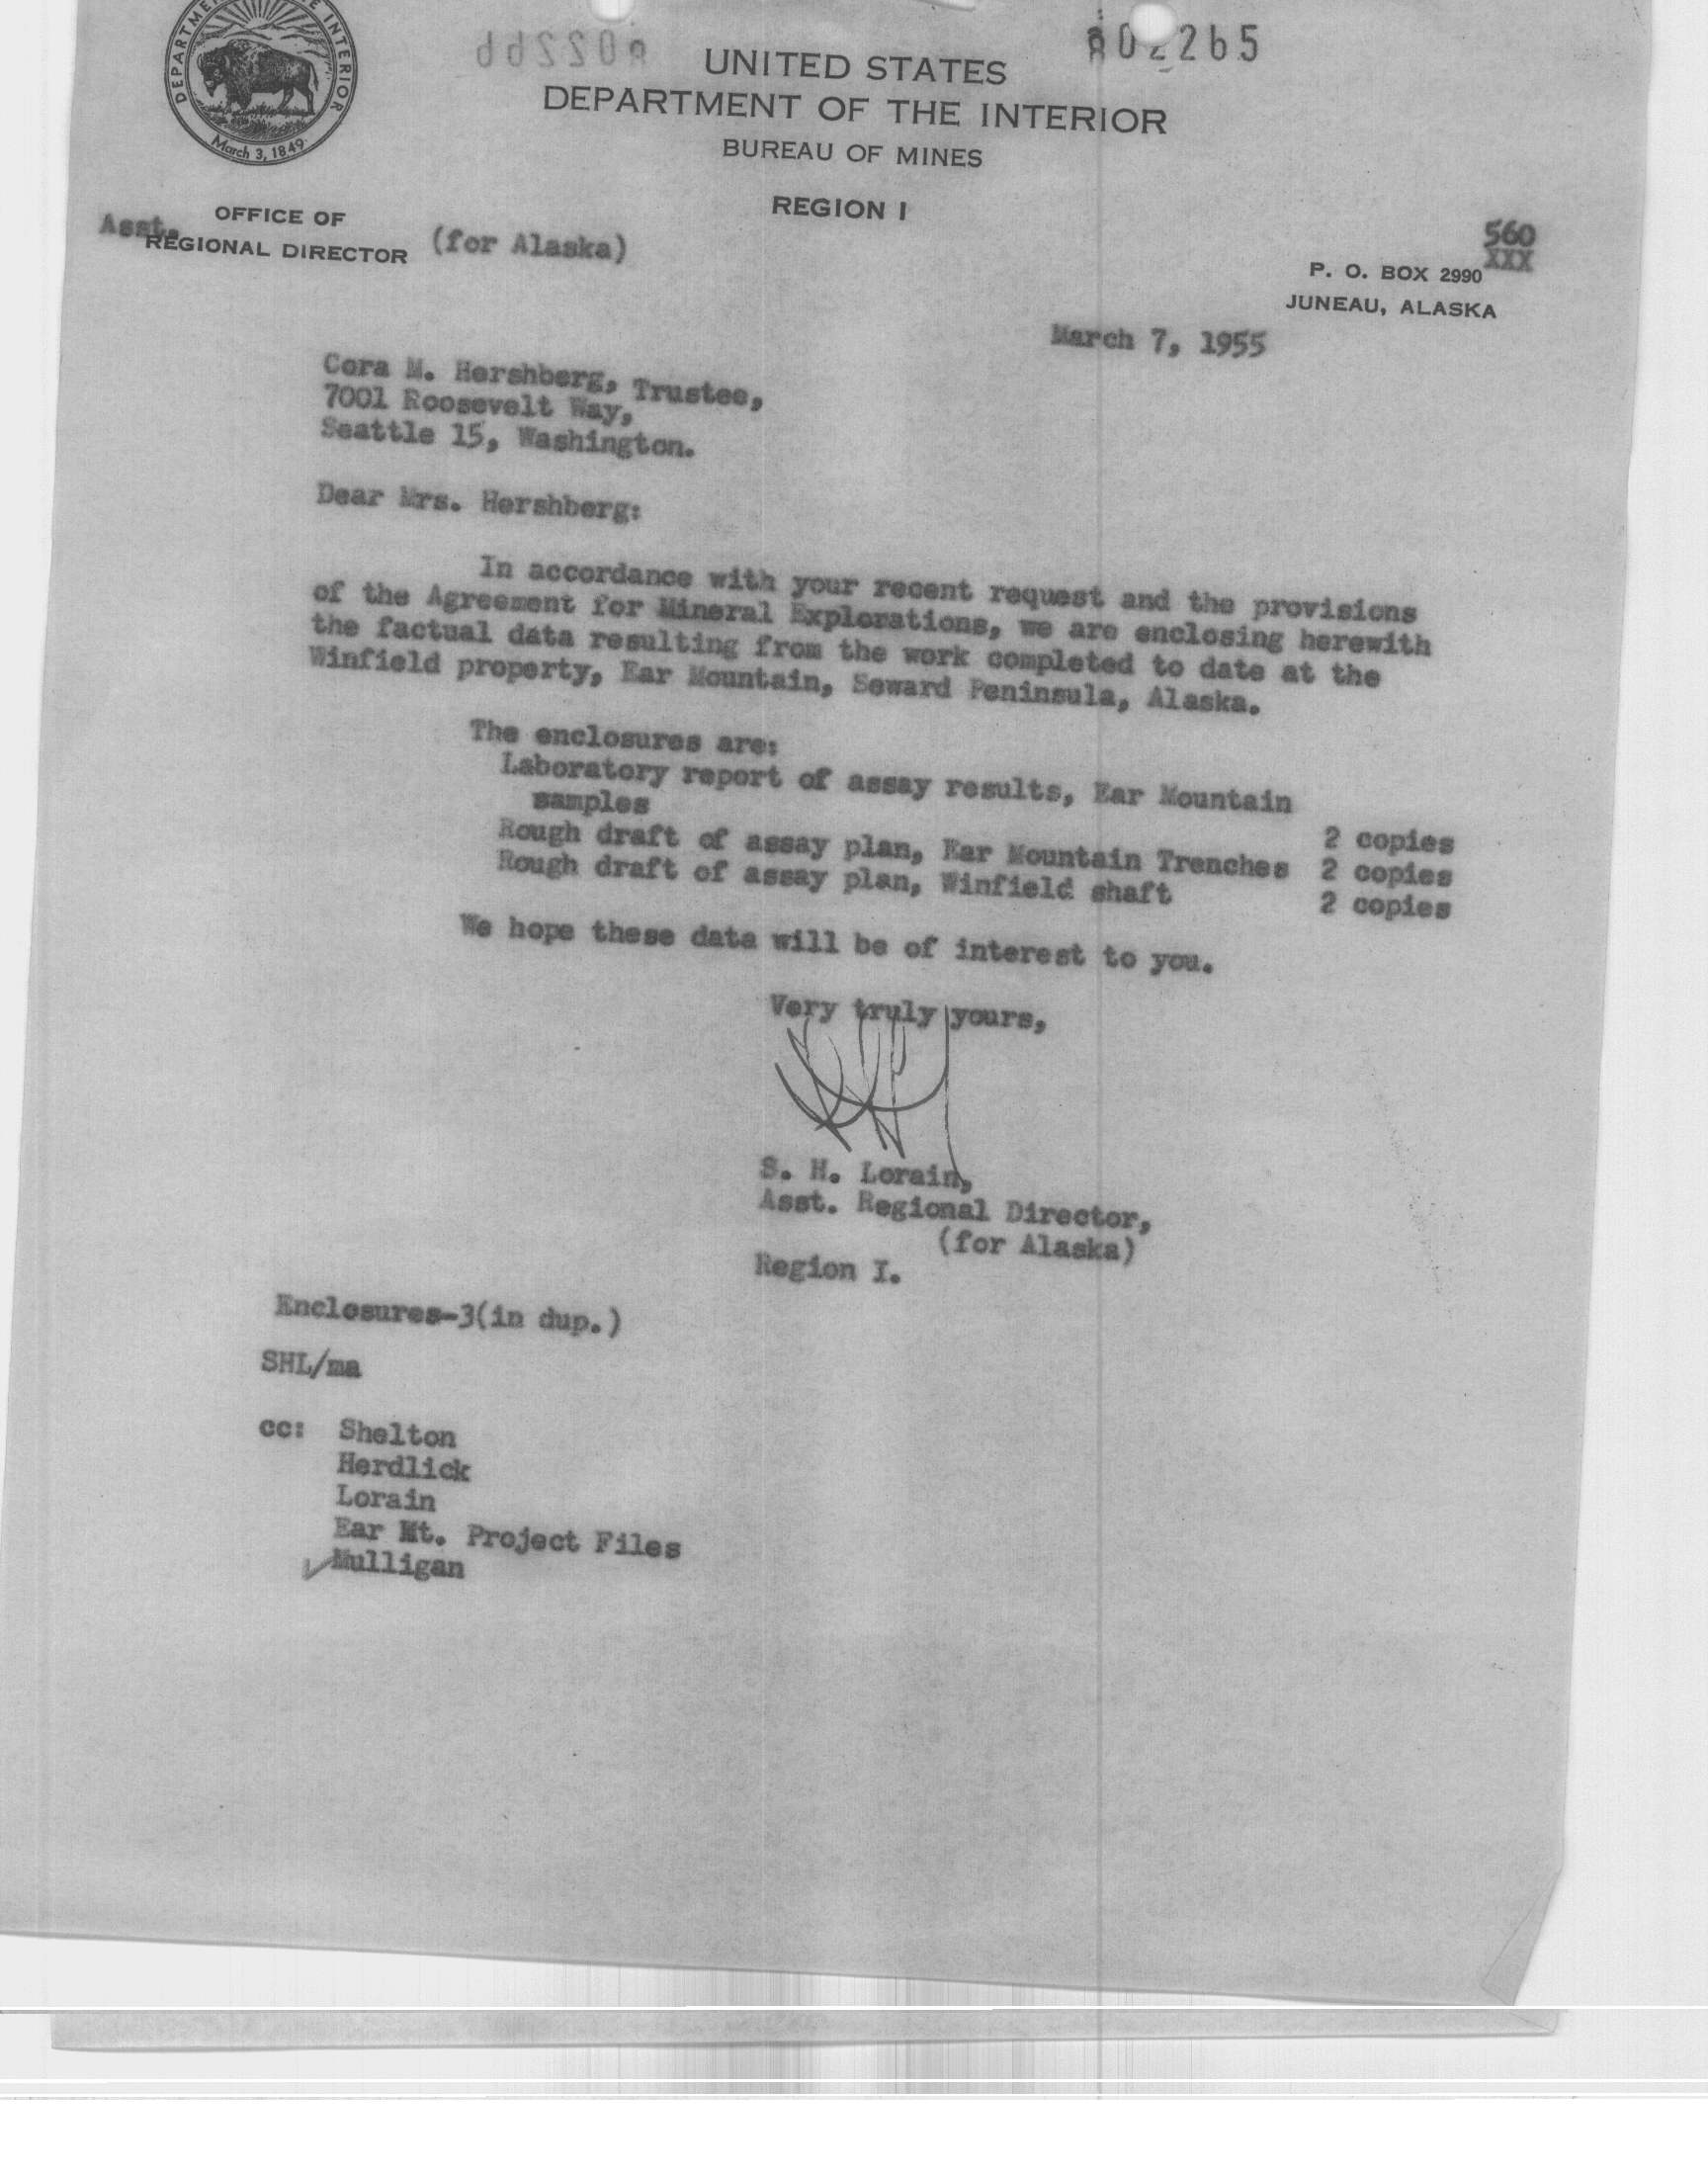 A02265
UNITED STATES
DEPARTMENT OF THE INTERIOR
BUREAU OF MINES
REGION I
March 3, 1849
OFFICE OF
Asst. REGIONAL DIRECTOR (for Alaska)
560
P. O. BOX 2990 XXX
JUNEAU, ALASKA
March 7, 1955
Cora M. Hershberg, Trustee,
7001 Roosevelt Way,
Seattle 15, Washington.
Dear Mrs. Hershberg:
In accordance with your recent request and the provisions
of the Agreement for Mineral Explorations, we are enclosing herewith
the factual data resulting from the work completed to date at the
Winfield property, Ear Mountain, Seward Peninsula, Alaska.
The enclosures are:
Laboratory report of assay results, Ear Mountain
samples 2 copies
Rough draft of assay plan, Ear Mountain Trenches 2 copies
Rough draft of assay plan, Winfield shaft 2 copies
We hope these data will be of interest to you.
Very truly yours,
S. H. Lorain,
Asst. Regional Director,
(for Alaska)
Region I.
Enclosures-3(in dup.)
SHL/ma
cc: Shelton
Herdlick
Lorain
Ear Mt. Project Files
Mulligan